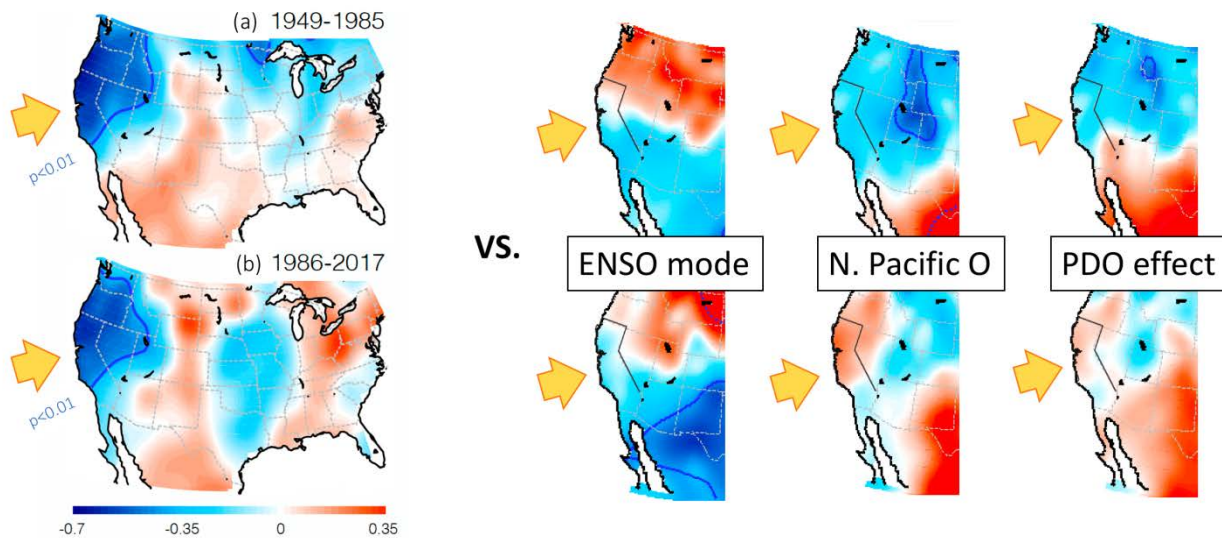 (a) 1949-1985
p<0.01
(b) 1986-2017
p<0.01
-0.7 -0.35 0 0.35
VS.
ENSO mode
N. Pacific O
PDO effect